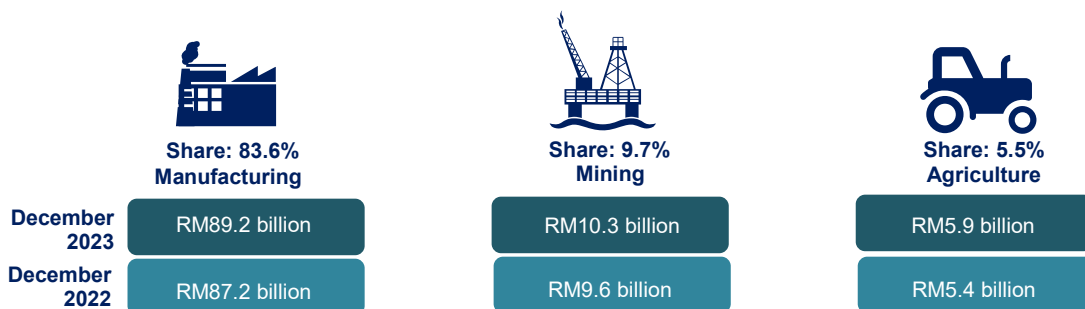 Share: 83.6%
Manufacturing
Share: 9.7%
Mining
Share: 5.5%
Agriculture
December
2023
RM89.2 billion
RM10.3 billion
RM5.9 billion
December
2022
RM87.2 billion
RM9.6 billion
RM5.4 billion